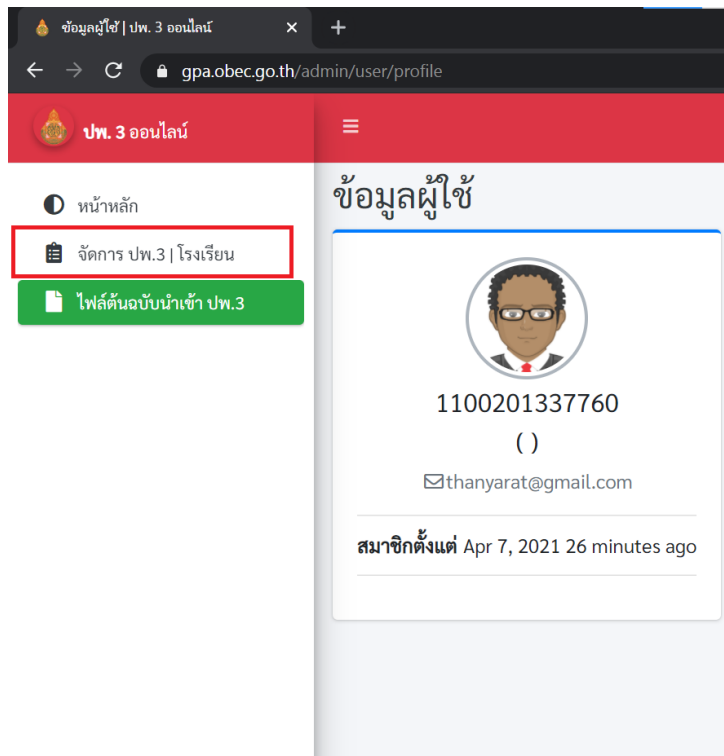 ข้อมูลผู้ใช้ | ปพ. 3 ออนไลน์
gpa.obec.go.th/admin/user/profile
ปพ. 3 ออนไลน์
หน้าหลัก
จัดการ ปพ.3 | โรงเรียน
ไฟล์ต้นฉบับนำเข้า ปพ.3
ข้อมูลผู้ใช้
1100201337760
( )
thanyarat@gmail.com
สมาชิกตั้งแต่ Apr 7, 2021 26 minutes ago